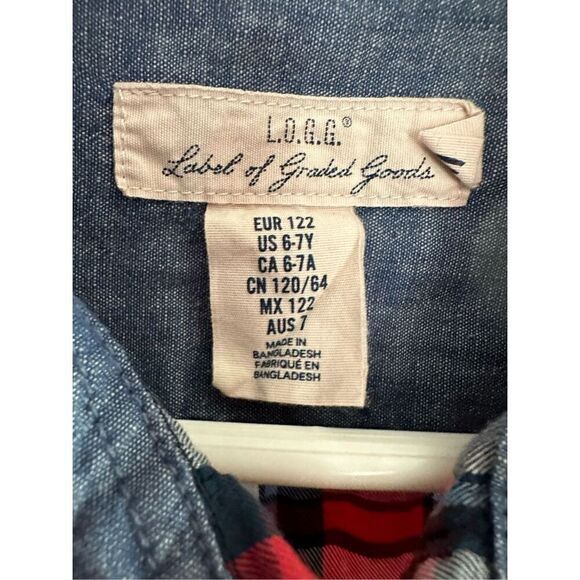 L.O.G.G.®
Label of Graded Goods
EUR 122
US 6-7Y
CA 6-7A
CN 120/64
MX 122
AUS 7
MADE IN
BANGLADESH
FABRIQUÉ EN
BANGLADESH